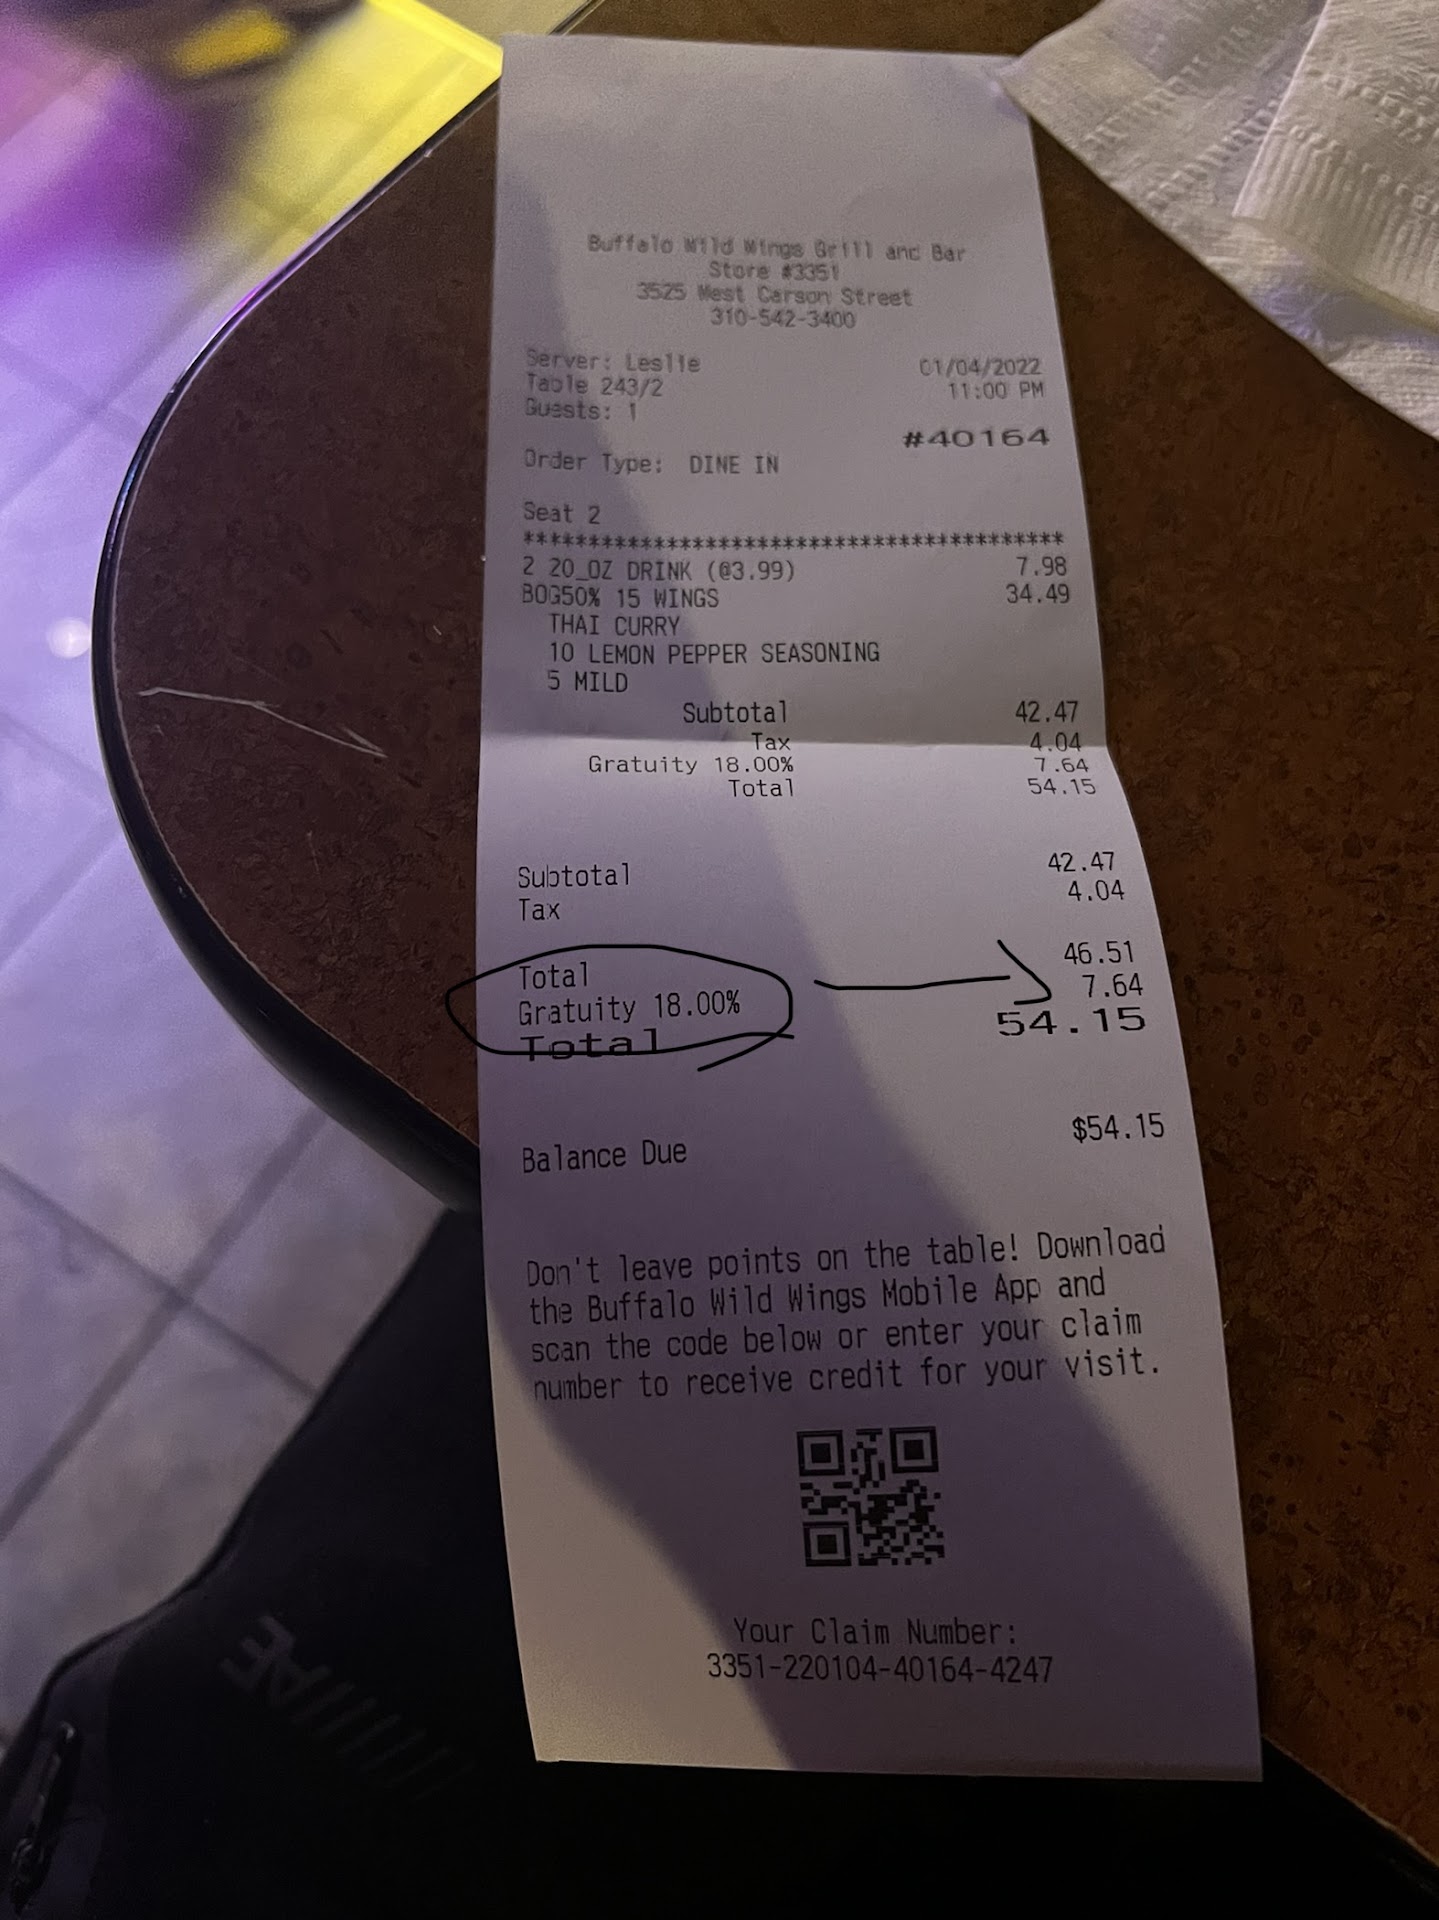 Buffalo Wild Wings Grill and Bar
Store #3351
3525 West Carson Street
310-542-3400
Server: Leslie 01/04/2022
Table 243/2 11:00 PM
Guests: 1
#40164
Order Type: DINE IN
Seat 2
******************************************
2 20_OZ DRINK (@3.99) 7.98
BOG50% 15 WINGS 34.49
THAI CURRY
10 LEMON PEPPER SEASONING
5 MILD
Subtotal 42.47
Tax 4.04
Gratuity 18.00% 7.64
Total 54.15
Subtotal 42.47
Tax 4.04
Total 46.51
Gratuity 18.00% 7.64
Total 54.15
Balance Due $54.15
Don't leave points on the table! Download
the Buffalo Wild Wings Mobile App and
scan the code below or enter your claim
number to receive credit for your visit.
Your Claim Number:
3351-220104-40164-4247